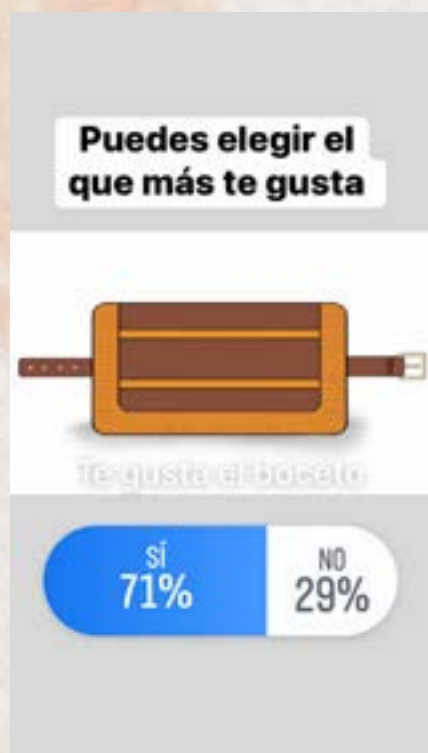 Puedes elegir el
que más te gusta
Te gusta el boceto
SÍ
71%
NO
29%